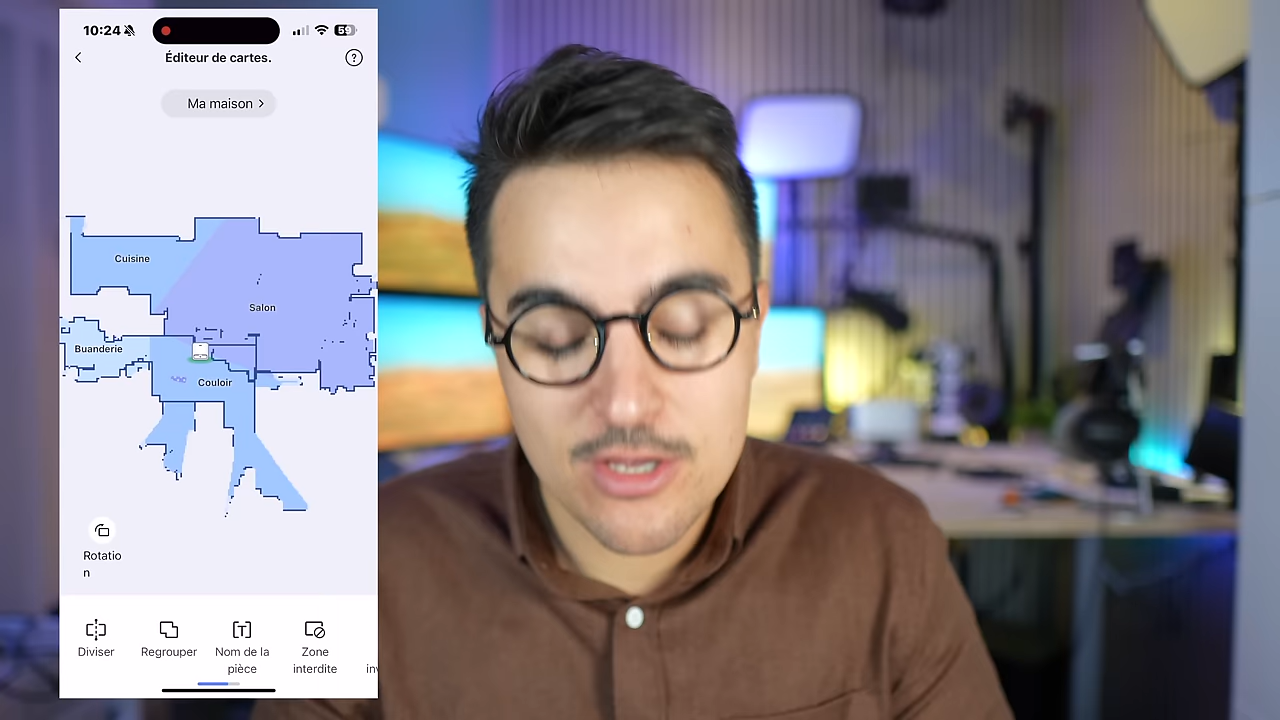 10:24
59
Éditeur de cartes.
?
Ma maison
Cuisine
Salon
Buanderie
Couloir
Rotatio
n
Diviser
Regrouper
Nom de la
pièce
Zone
interdite
inv